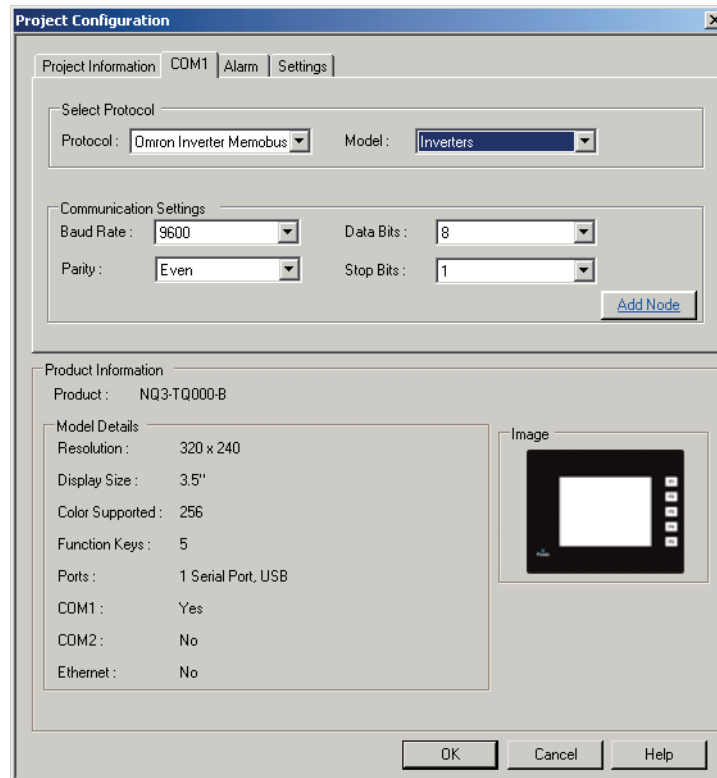 Project Configuration
Project Information COM1 Alarm Settings
Select Protocol
Protocol : Omron Inverter Memobus Model : Inverters
Communication Settings
Baud Rate : 9600 Data Bits : 8
Parity : Even Stop Bits : 1
Add Node
Product Information
Product : NQ3-TQ000-B
Model Details
Image
Resolution : 320 x 240
Display Size : 3.5''
Color Supported : 256
Function Keys : 5
Ports : 1 Serial Port, USB
COM1 : Yes
COM2 : No
Ethernet : No
OK Cancel Help